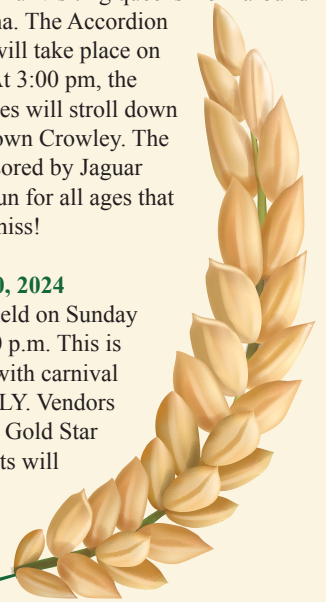 na. The Accordion
will take place on
At 3:00 pm, the
es will stroll down
own Crowley. The
sored by Jaguar
un for all ages that
miss!
0, 2024
eld on Sunday
0 p.m. This is
with carnival
LY. Vendors
Gold Star
ts will